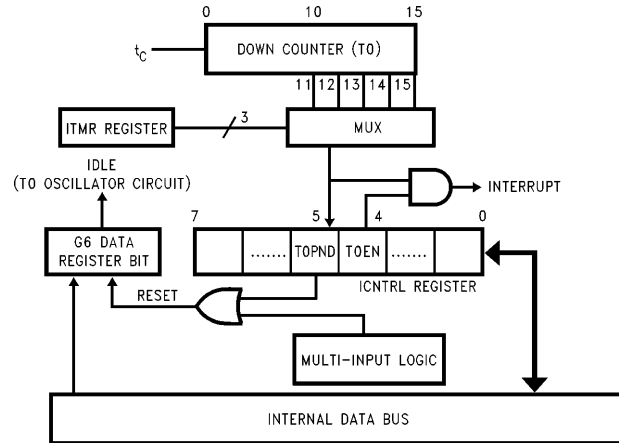 0 10 15
t_C
DOWN COUNTER (T0)
11 12 13 14 15
ITMR REGISTER
3
MUX
IDLE
(TO OSCILLATOR CIRCUIT)
INTERRUPT
7 5 4 0
G6 DATA
REGISTER BIT
....... T0PND T0EN .......
ICNTRL REGISTER
RESET
MULTI-INPUT LOGIC
INTERNAL DATA BUS